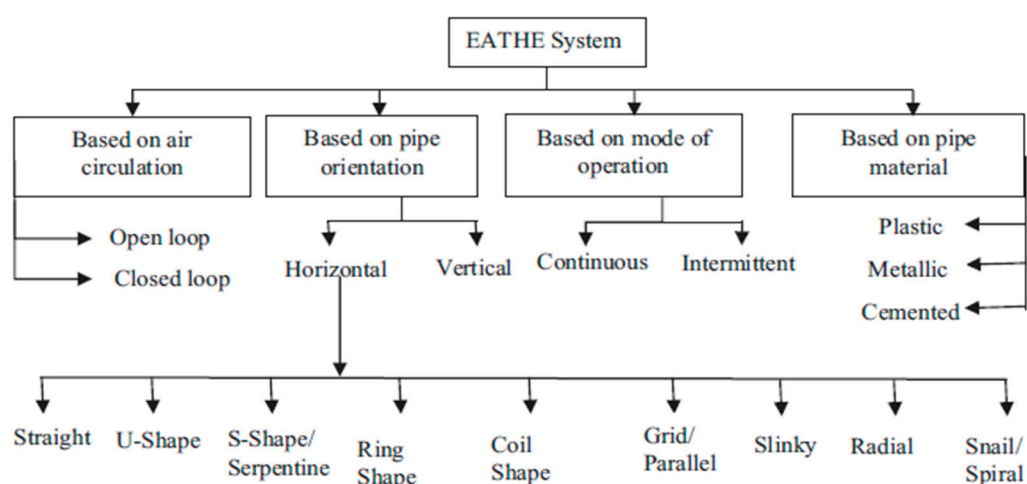 EATHE System
Based on air
circulation
Based on pipe
orientation
Based on mode of
operation
Based on pipe
material
Open loop
Closed loop
Horizontal
Vertical
Continuous
Intermittent
Plastic
Metallic
Cemented
Straight
U-Shape
S-Shape/
Serpentine
Ring
Shape
Coil
Shape
Grid/
Parallel
Slinky
Radial
Snail/
Spiral